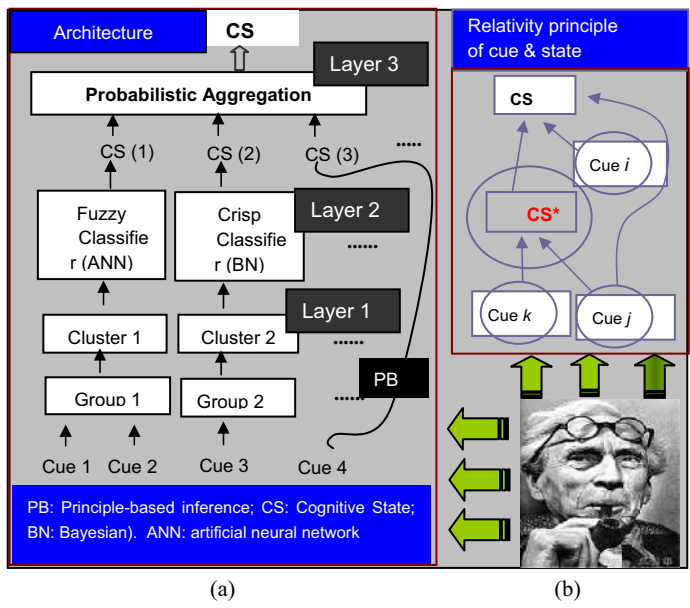 Architecture
CS
Layer 3
Probabilistic Aggregation
CS (1)
CS (2)
CS (3)
.....
Fuzzy
Classifie
r (ANN)
Crisp
Classifie
r (BN)
Layer 2
......
Layer 1
Cluster 1
Cluster 2
......
PB
Group 1
Group 2
......
Cue 1
Cue 2
Cue 3
Cue 4
PB: Principle-based inference; CS: Cognitive State;
BN: Bayesian). ANN: artificial neural network
(a)
Relativity principle
of cue & state
CS
Cue i
CS*
Cue k
Cue j
(b)